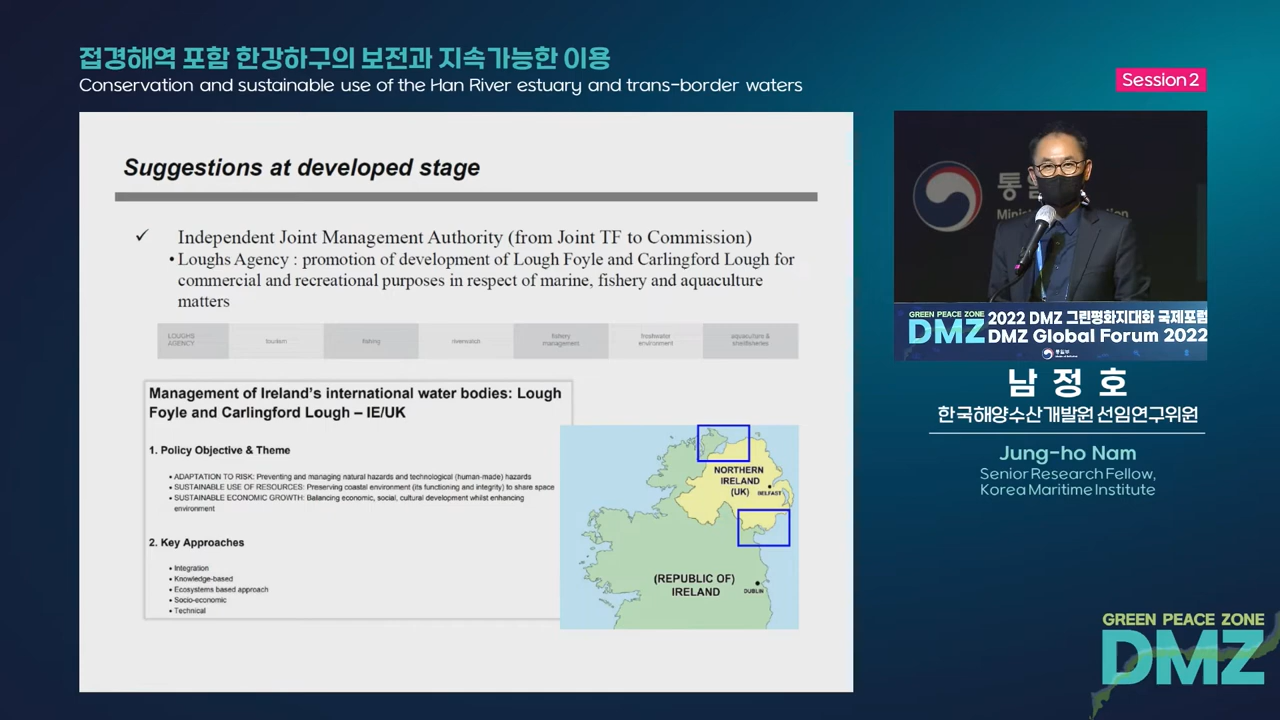 접경해역 포함 한강하구의 보전과 지속가능한 이용
Conservation and sustainable use of the Han River estuary and trans-border waters
Session 2
Suggestions at developed stage
✓ Independent Joint Management Authority (from Joint TF to Commission)
• Loughs Agency : promotion of development of Lough Foyle and Carlingford Lough for
commercial and recreational purposes in respect of marine, fishery and aquaculture
matters
LOUGHS
AGENCY
tourism
fishing
riverwatch
fishery
management
freshwater
environment
aquaculture &
Management of Ireland's international water bodies: Lough
Foyle and Carlingford Lough – IE/UK
1. Policy Objective & Theme
• ADAPTATION TO RISK: Preventing and managing natural hazards and technological (human-made) hazards
• SUSTAINABLE USE OF RESOURCES: Preserving coastal environment (its functioning and integrity) to share space
• SUSTAINABLE ECONOMIC GROWTH: Balancing economic, social, cultural development whilst enhancing
environment
2. Key Approaches
• Integration
• Knowledge-based
• Ecosystems based approach
• Socio-economic
• Technical
NORTHERN
IRELAND
(UK)
BELFAST
(REPUBLIC OF)
IRELAND
DUBLIN
통
GREEN PEACE ZONE
DMZ
2022 DMZ 그린평화지대화 국제포럼
DMZ Global Forum 2022
통일부
남정호
한국해양수산개발원 선임연구위원
Jung-ho Nam
Senior Research Fellow,
Korea Maritime Institute
GREEN PEACE ZONE
DMZ